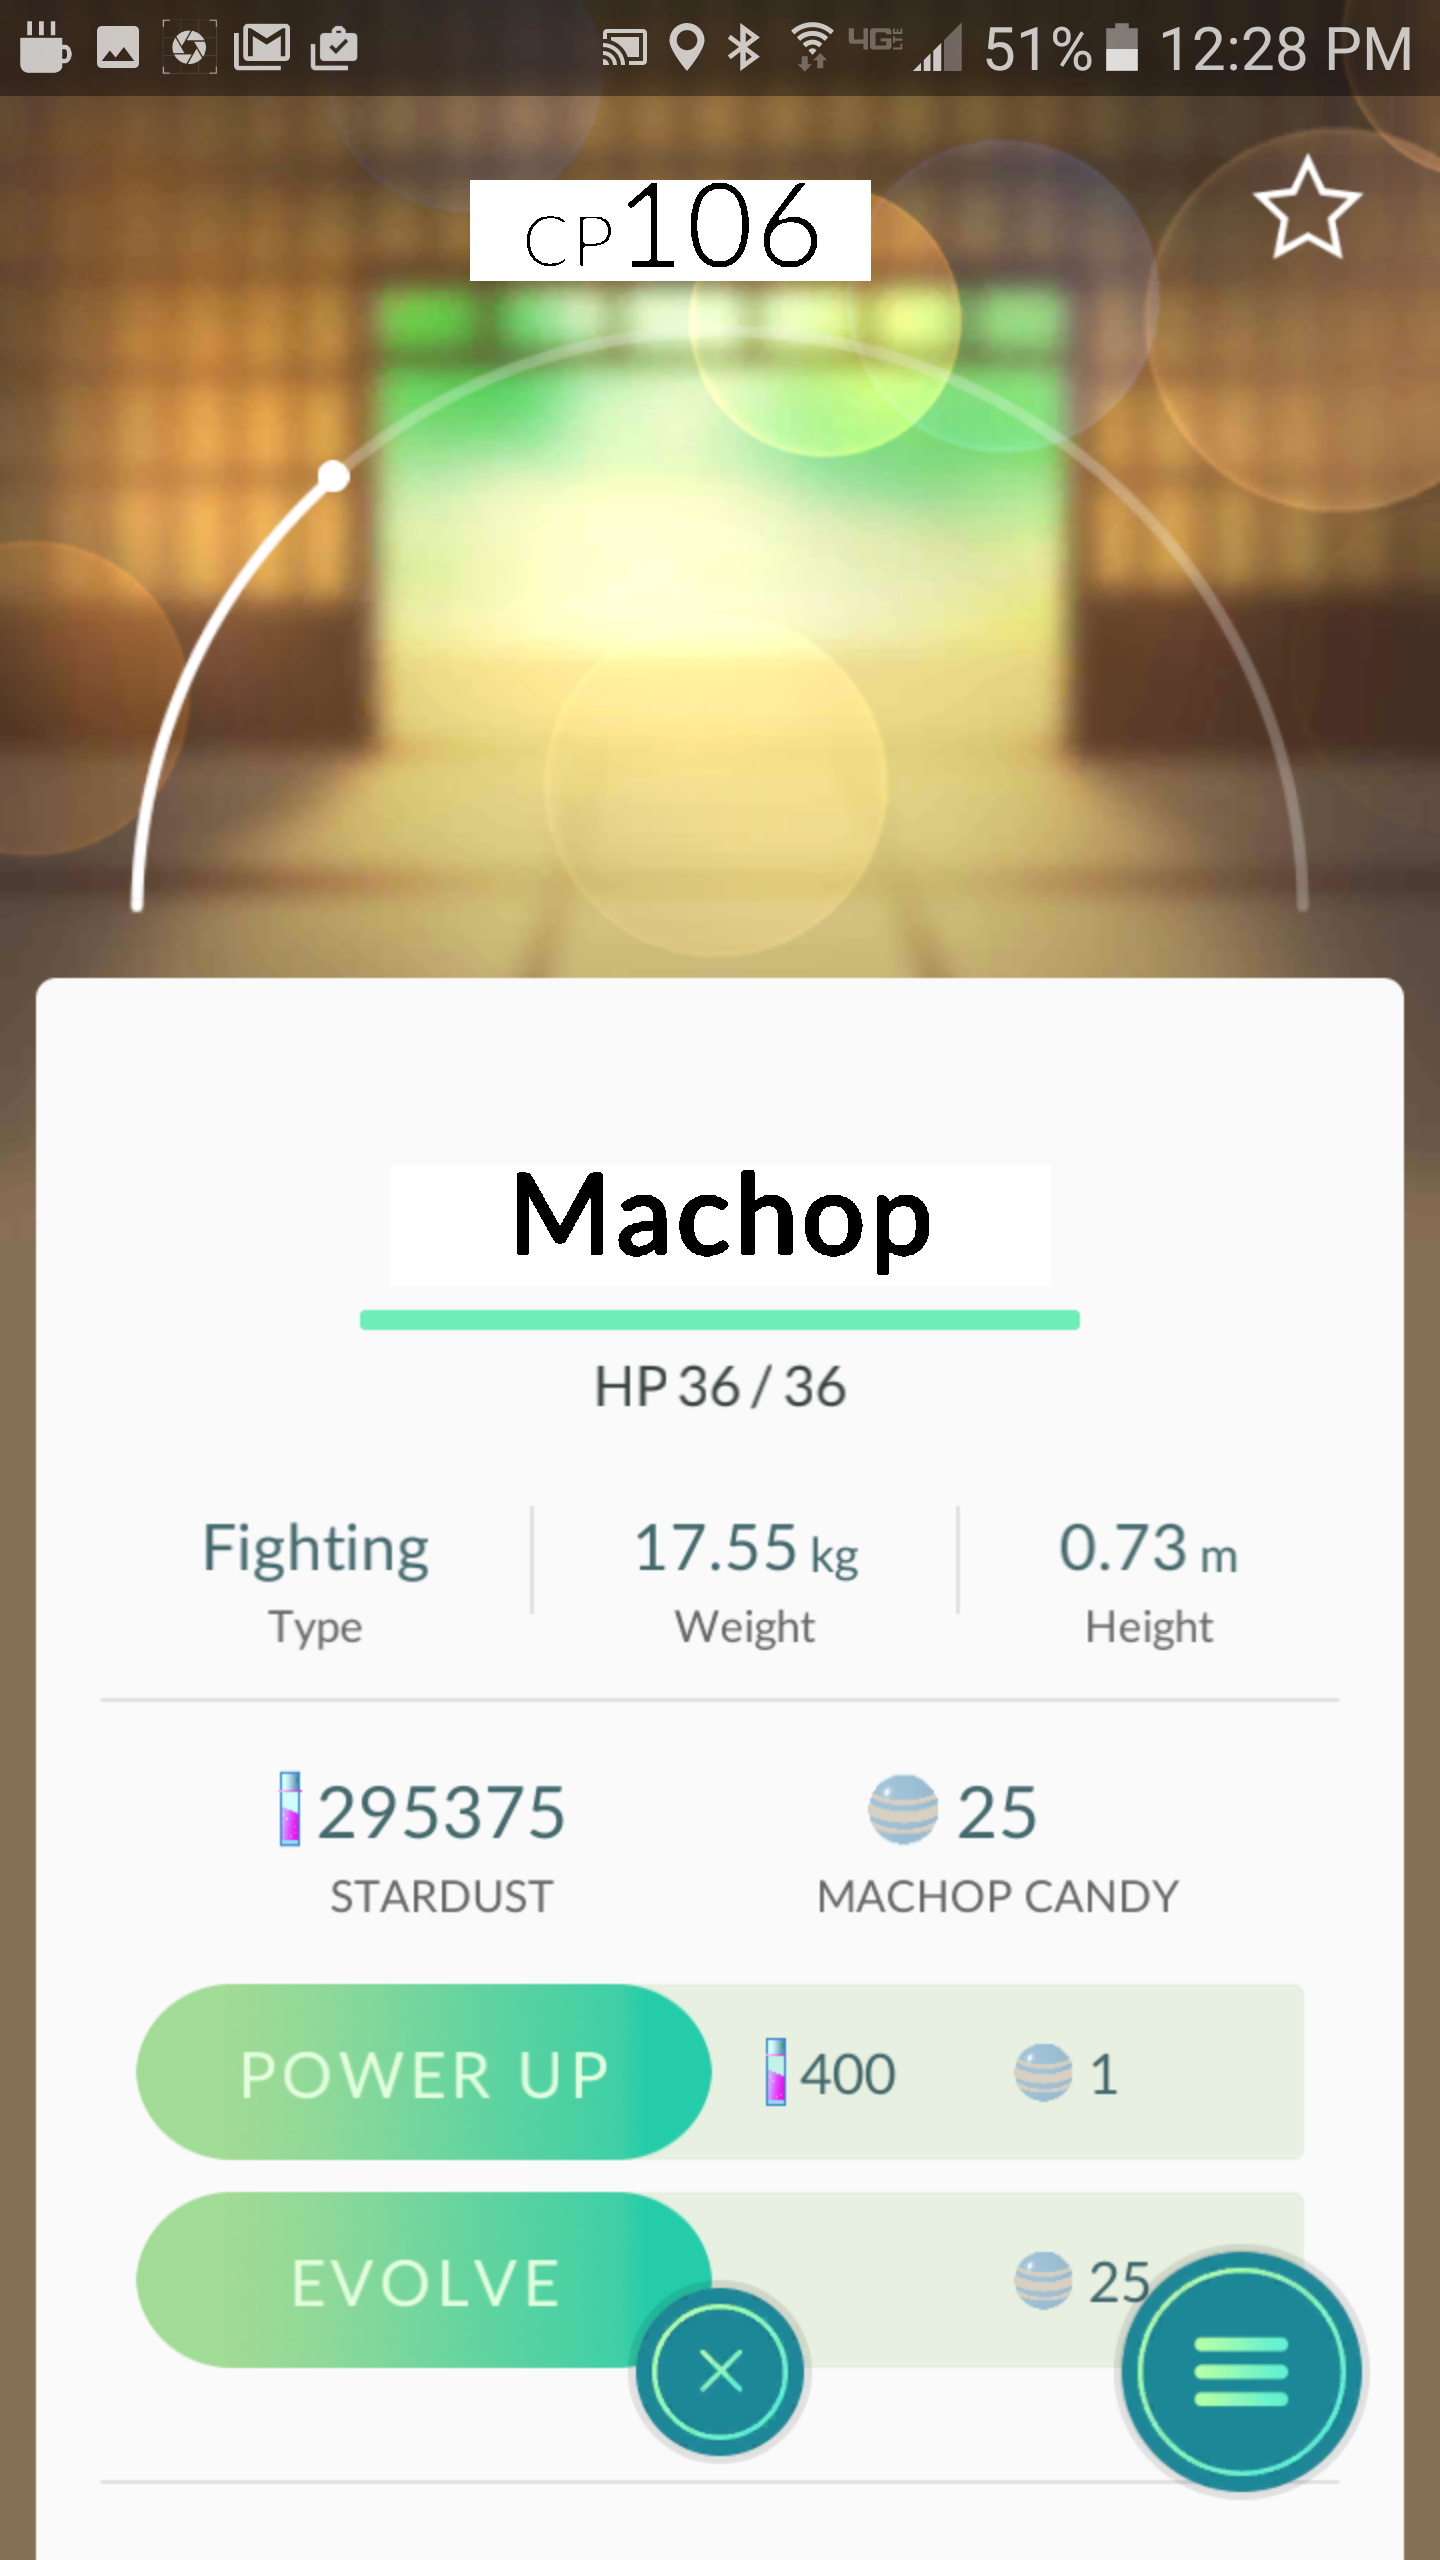 4G LTE 51% 12:28 PM
CP106
Machop
HP 36 / 36
Fighting 17.55 kg 0.73 m
Type Weight Height
295375 25
STARDUST MACHOP CANDY
POWER UP 400 1
EVOLVE 25